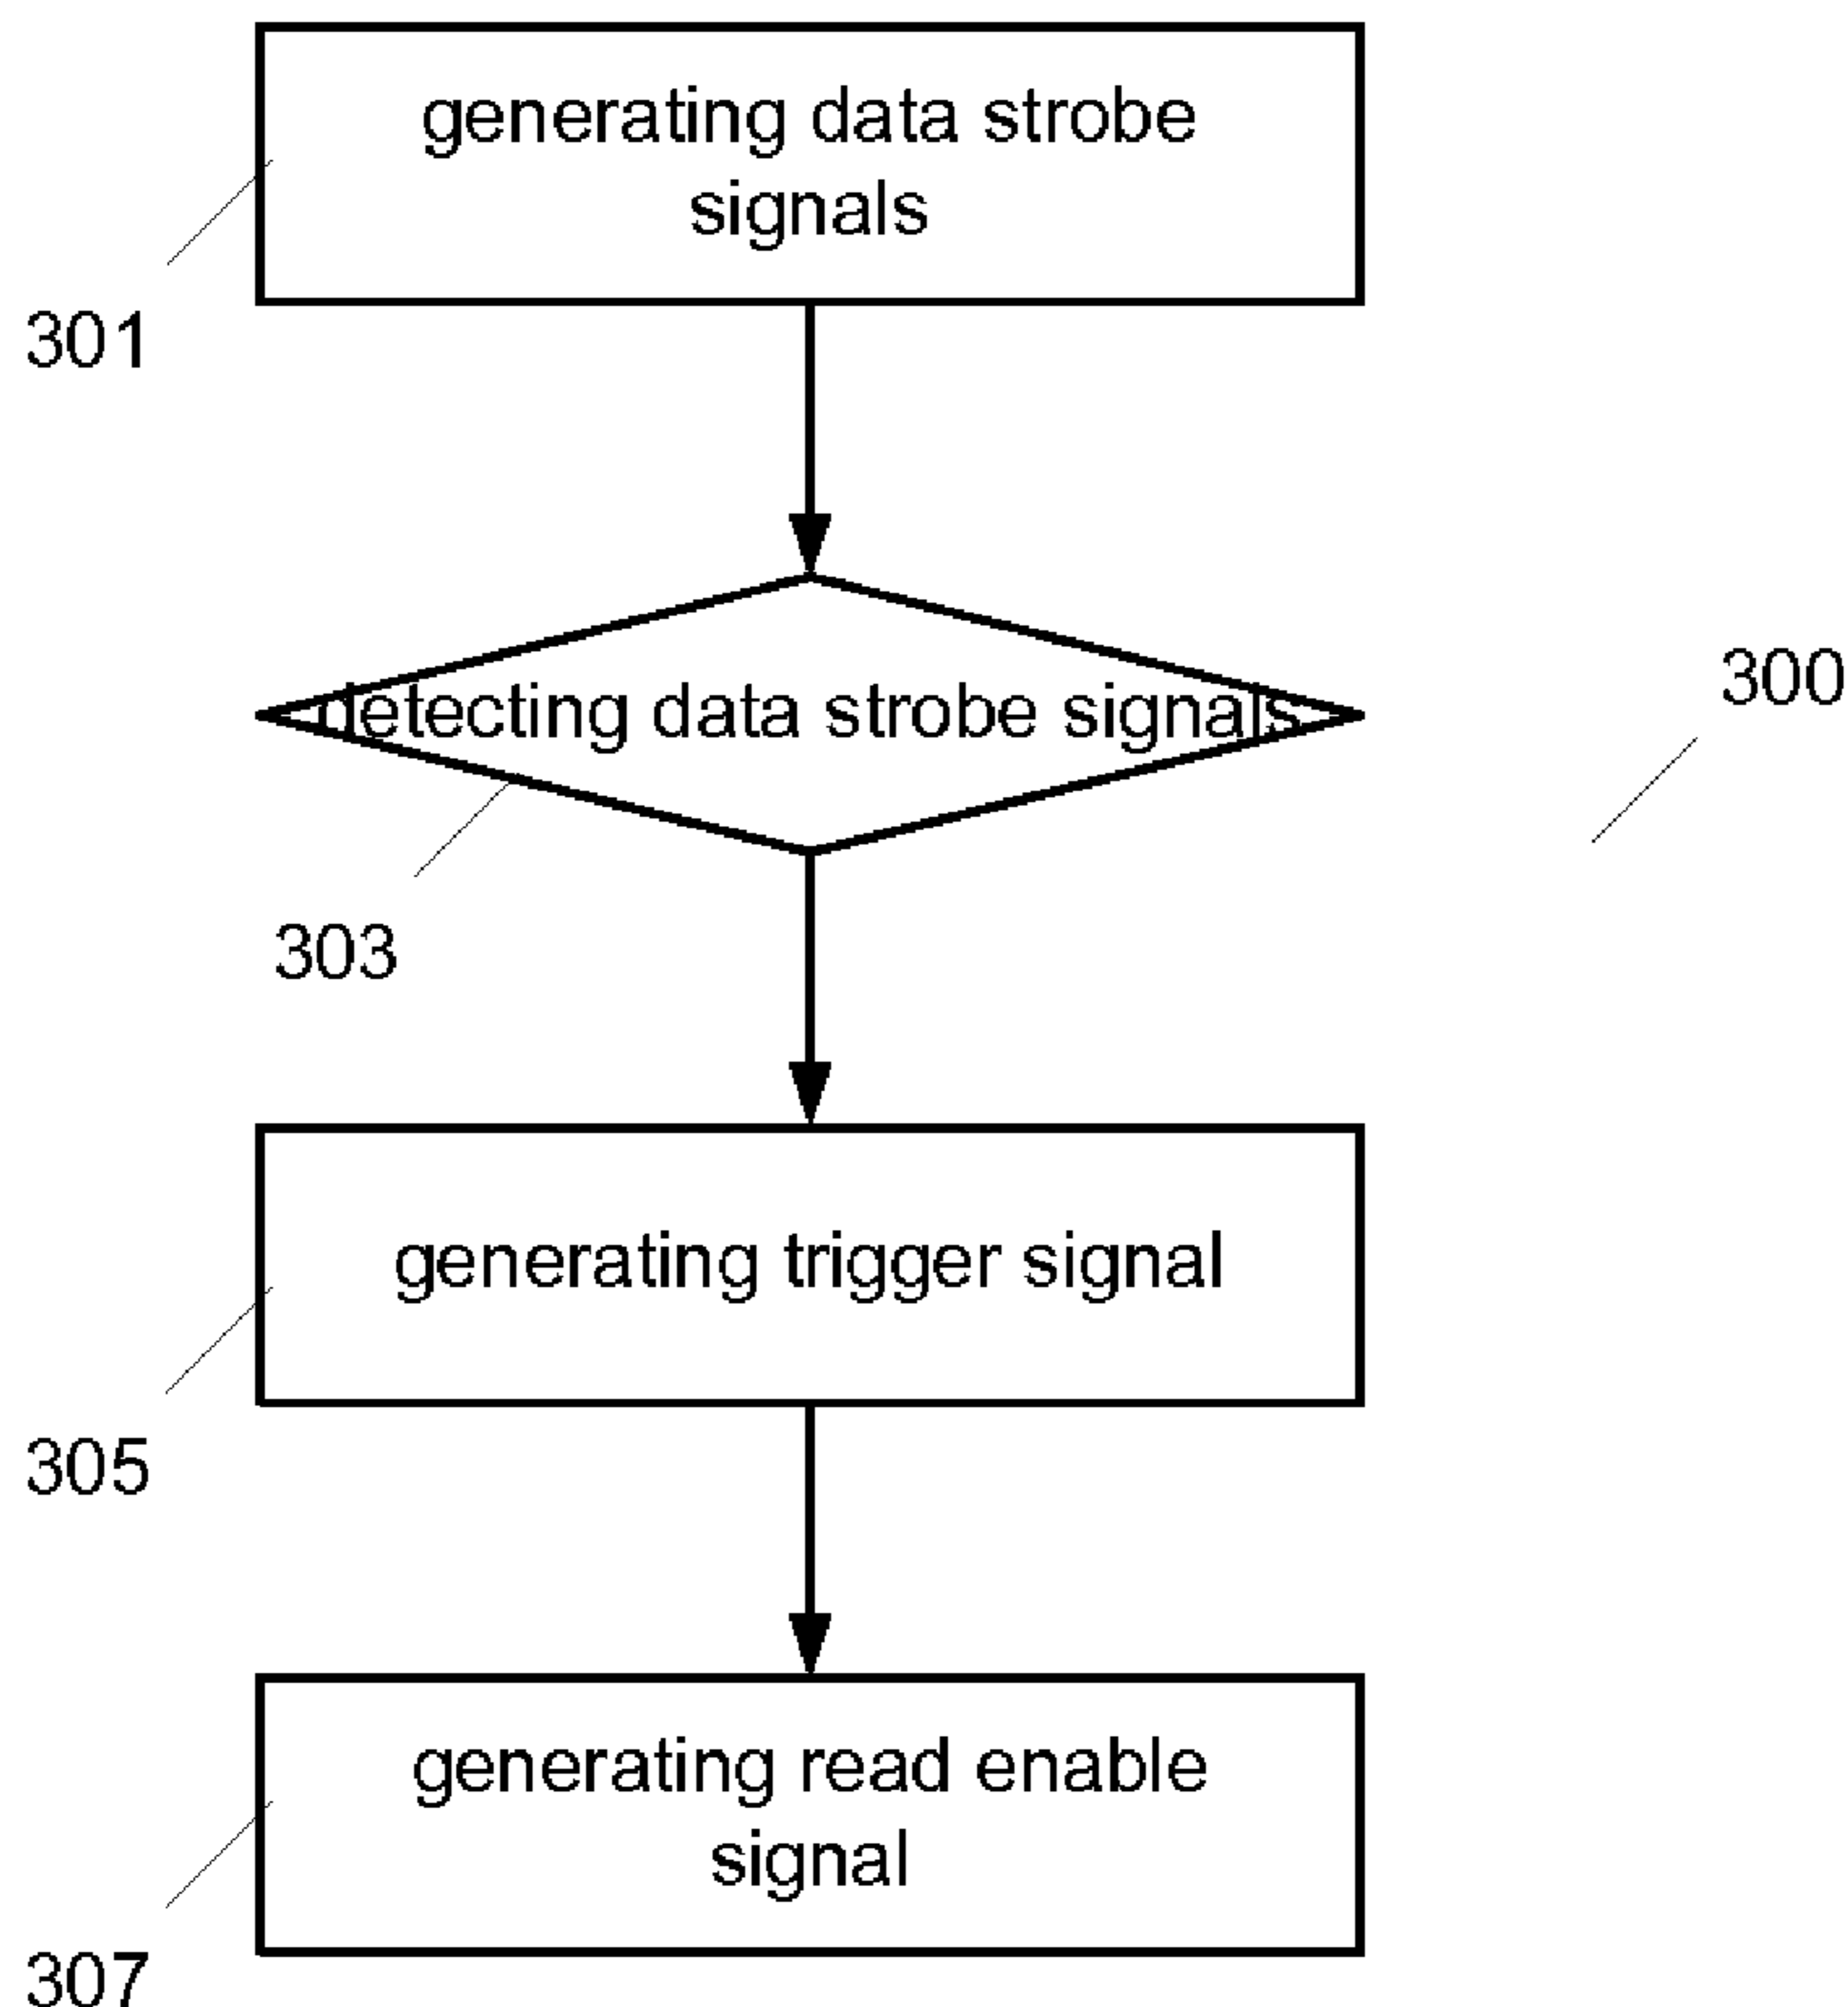 generating data strobe
signals
301
detecting data strobe signals
300
303
generating trigger signal
305
generating read enable
signal
307